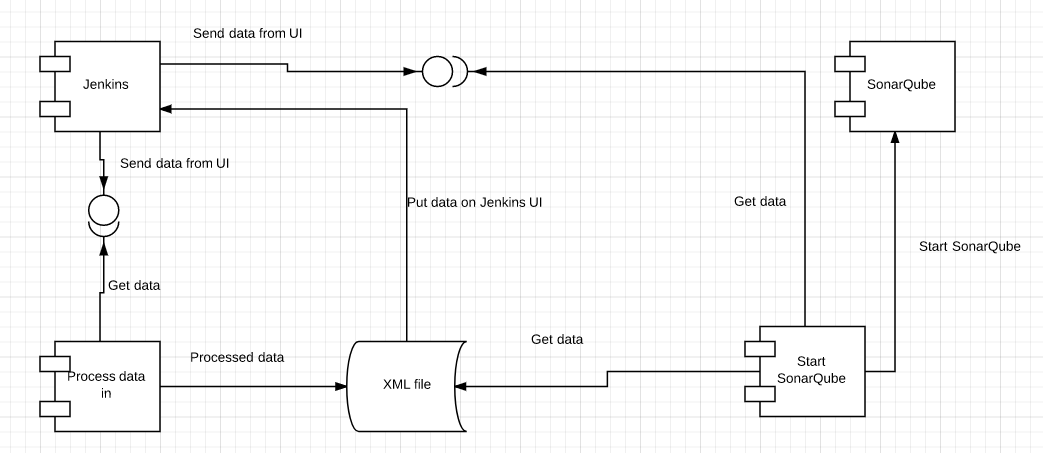 Send data from UI
Jenkins
SonarQube
Send data from UI
Put data on Jenkins UI
Get data
Start SonarQube
Get data
Get data
Processed data
Start
SonarQube
Process data
in
XML file